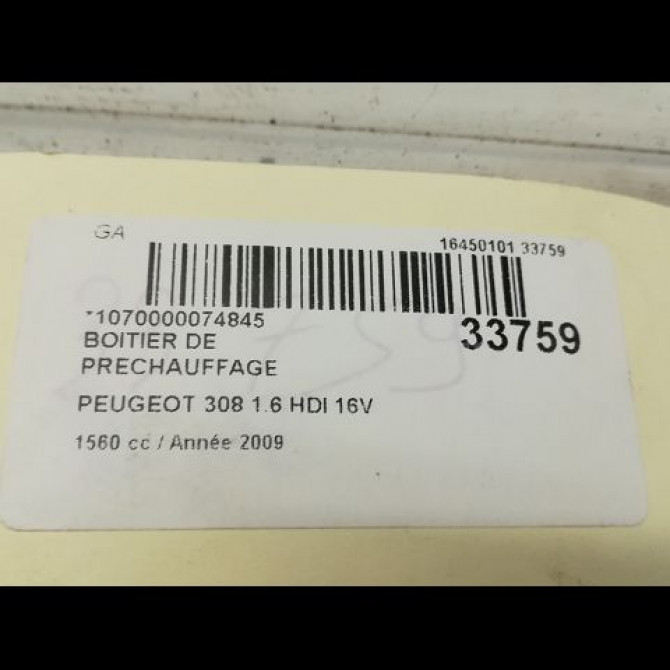 GA
16450101 33759
*1070000074845
33759
BOITIER DE
PRECHAUFFAGE
PEUGEOT 308 1.6 HDI 16V
1560 cc / Année 2009